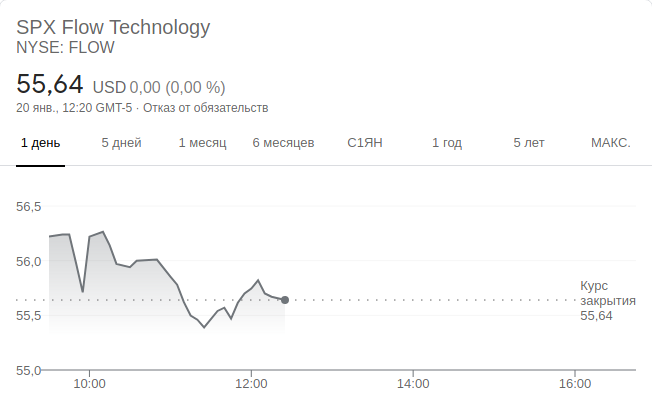 SPX Flow Technology
NYSE: FLOW
55,64 USD 0,00 (0,00 %)
20 янв., 12:20 GMT-5 · Отказ от обязательств
1 день 5 дней 1 месяц 6 месяцев С1ЯН 1 год 5 лет МАКС.
56,5
56,0
Курс
закрытия
55,64
55,5
55,0
10:00 12:00 14:00 16:00